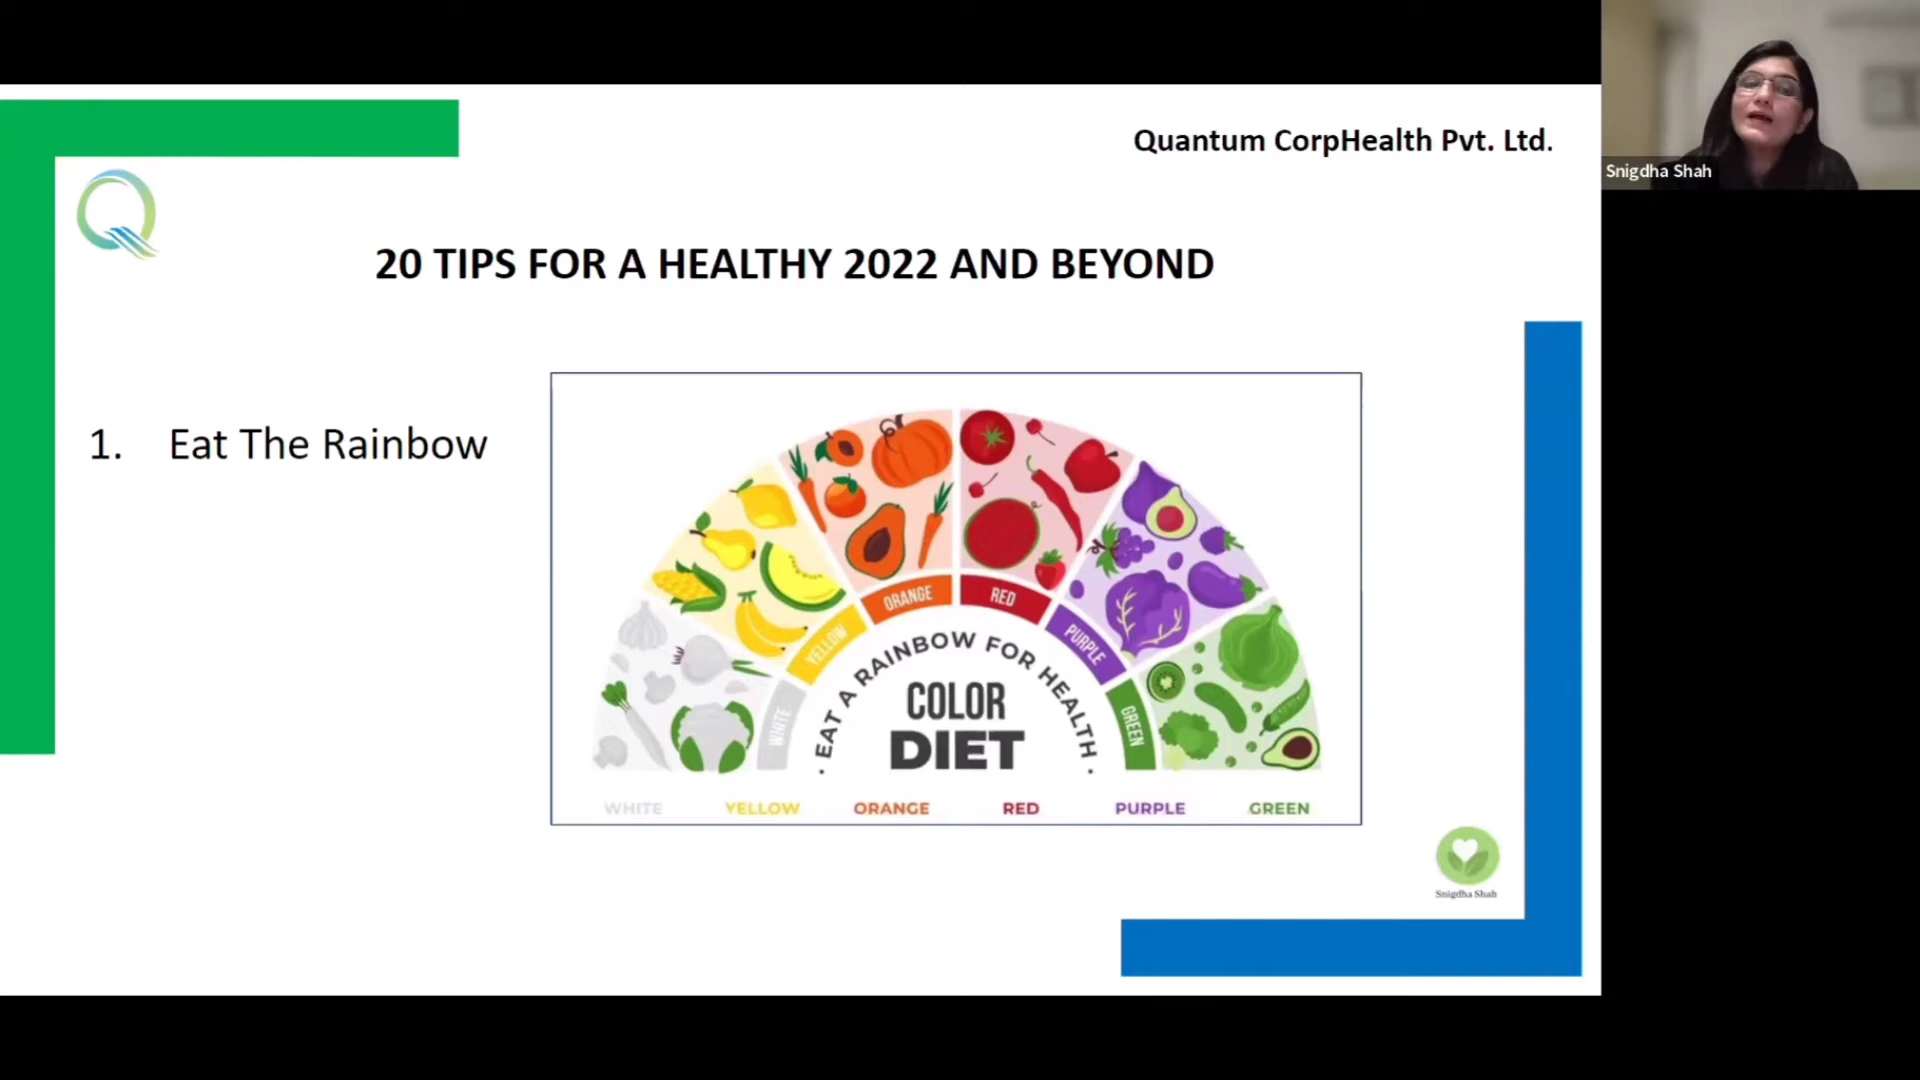 Quantum CorpHealth Pvt. Ltd.
Snigdha Shah
20 TIPS FOR A HEALTHY 2022 AND BEYOND
1. Eat The Rainbow
ORANGE
RED
YELLOW
PURPLE
WHITE
GREEN
· EAT A RAINBOW FOR HEALTH ·
COLOR
DIET
WHITE YELLOW ORANGE RED PURPLE GREEN
Snigdha Shah